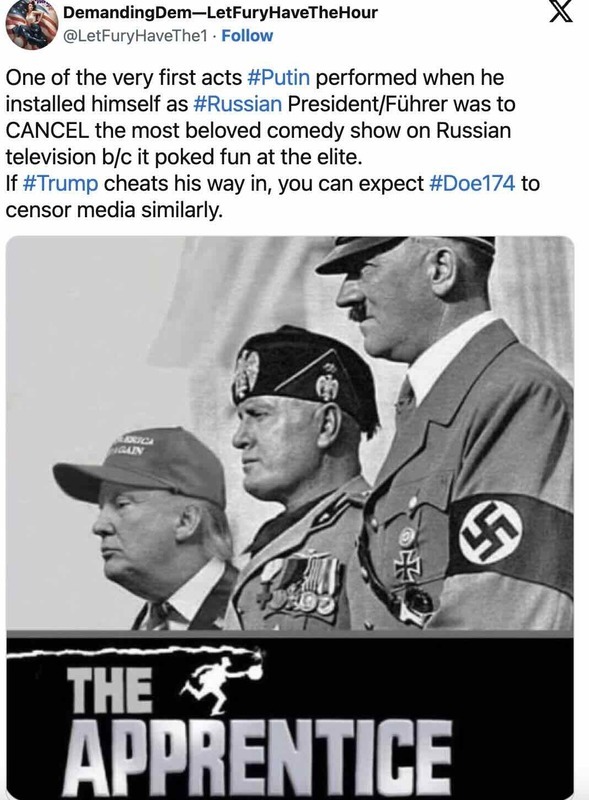 DemandingDem—LetFuryHaveTheHour
@LetFuryHaveThe1 · Follow
One of the very first acts #Putin performed when he
installed himself as #Russian President/Führer was to
CANCEL the most beloved comedy show on Russian
television b/c it poked fun at the elite.
If #Trump cheats his way in, you can expect #Doe174 to
censor media similarly.
AMERICA
AGAIN
THE
APPRENTICE